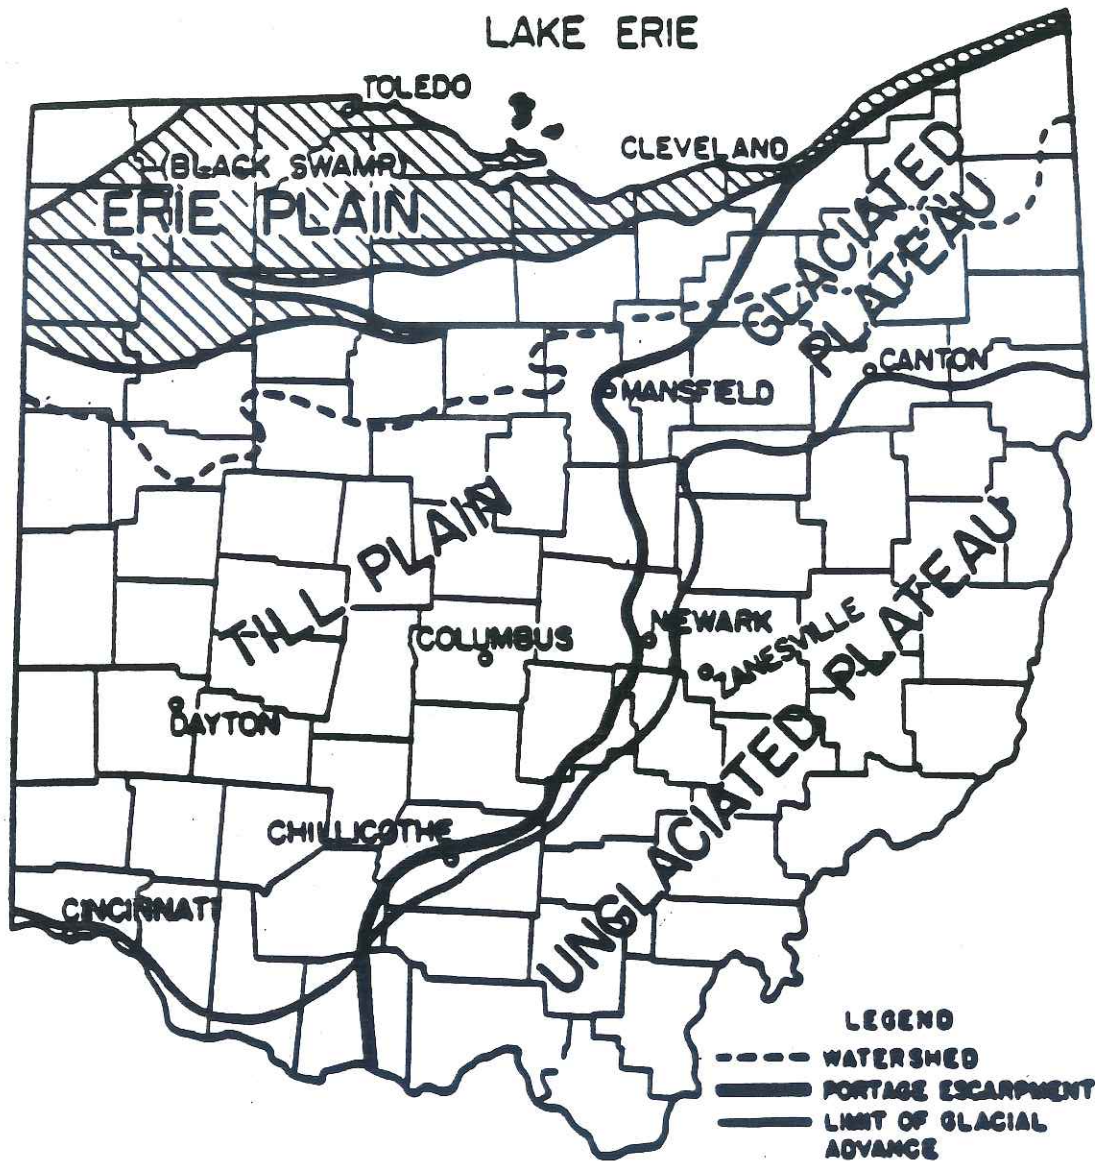 LAKE ERIE
TOLEDO
CLEVELAND
(BLACK SWAMP)
ERIE PLAIN
GLACIATED
PLATEAU
CANTON
MANSFIELD
TILL PLAIN
UNGLACIATED PLATEAU
NEWARK
COLUMBUS
ZANESVILLE
DAYTON
CHILLICOTHE
CINCINNATI
LEGEND
WATERSHED
PORTAGE ESCARPMENT
LIMIT OF GLACIAL
ADVANCE